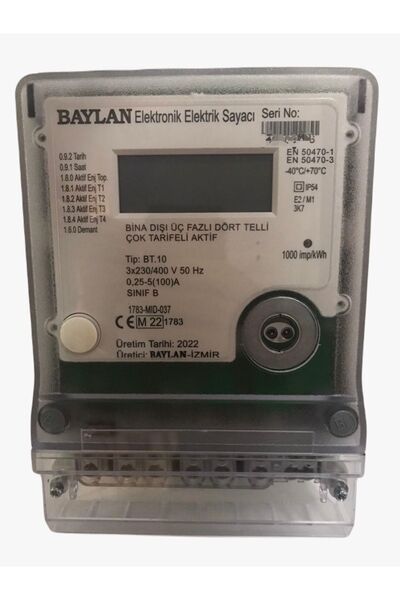 BAYLAN Elektronik Elektrik Sayacı Seri No:
EN 50470-1
EN 50470-3
-40°C/+70°C
IP54
E2 / M1
3K7
0.9.2 Tarih
0.9.1 Saat
1.8.0 Aktif Enj Top.
1.8.1 Aktif Enj T1
1.8.2 Aktif Enj T2
1.8.3 Aktif Enj T3
1.8.4 Aktif Enj T4
1.6.0 Demant
BİNA DIŞI ÜÇ FAZLI DÖRT TELLİ
ÇOK TARİFELİ AKTİF
1000 imp/kWh
Tip: BT.10
3x230/400 V 50 Hz
0,25-5(100)A
SINIF B
1783-MID-037
CE M 22 1783
Üretim Tarihi: 2022
Üretici: BAYLAN-İZMİR